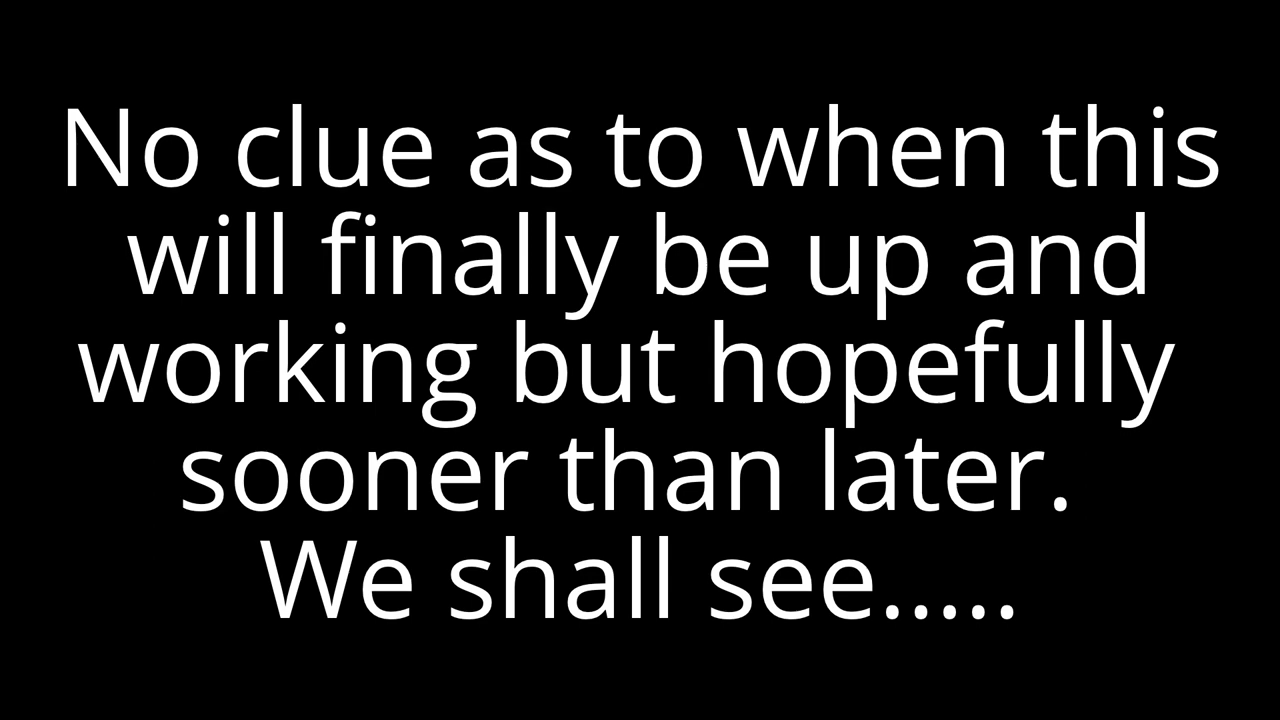 No clue as to when this
will finally be up and
working but hopefully
sooner than later.
We shall see.....